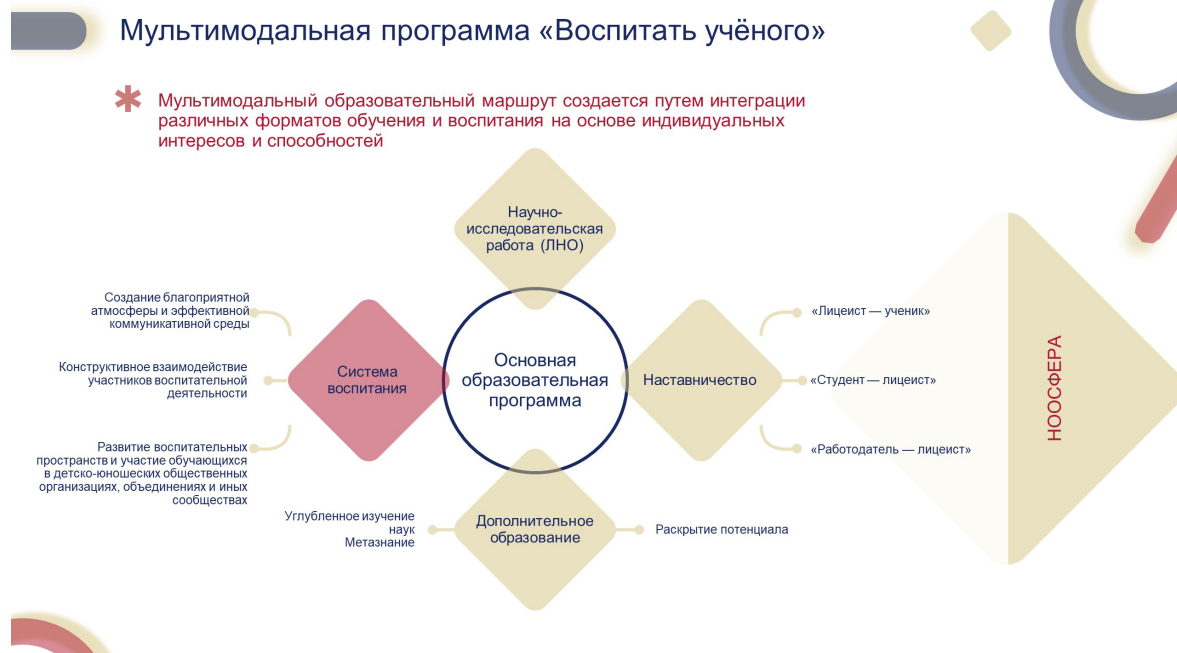 Мультимодальная программа «Воспитать учёного»
* Мультимодальный образовательный маршрут создается путем интеграции
различных форматов обучения и воспитания на основе индивидуальных
интересов и способностей
Научно-
исследовательская
работа (ЛНО)
Создание благоприятной
атмосферы и эффективной
коммуникативной среды
Конструктивное взаимодействие
участников воспитательной
деятельности
Развитие воспитательных
пространств и участие обучающихся
в детско-юношеских общественных
организациях, объединениях и иных
сообществах
Система
воспитания
Основная
образовательная
программа
Наставничество
«Лицеист — ученик»
«Студент — лицеист»
«Работодатель — лицеист»
НООСФЕРА
Углубленное изучение
наук
Метазнание
Дополнительное
образование
Раскрытие потенциала